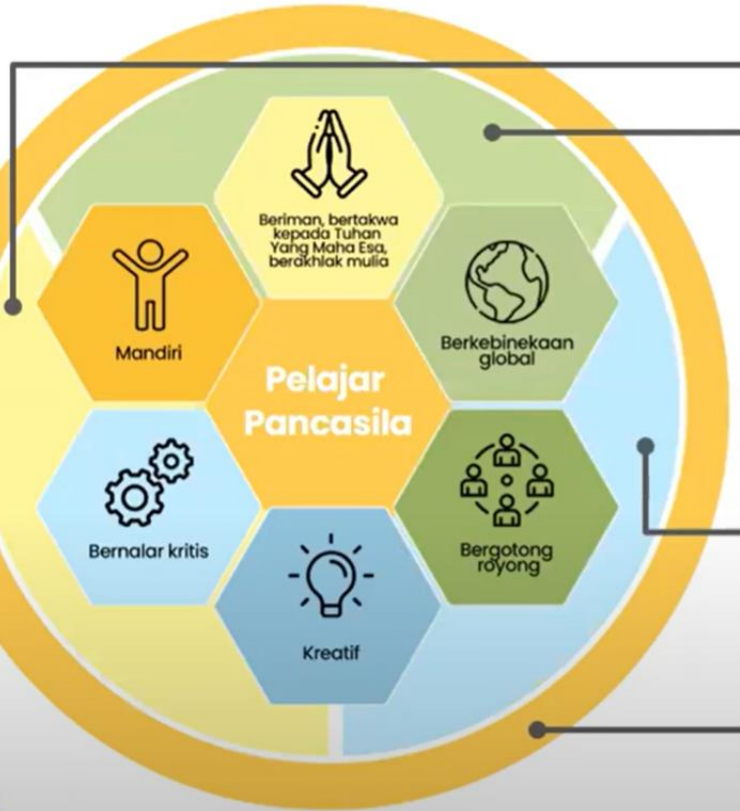 Beriman, bertakwa
kepada Tuhan
Yang Maha Esa,
berakhlak mulia
Mandiri
Berkebinekaan
global
Pelajar
Pancasila
Bernalar kritis
Bergotong
royong
Kreatif